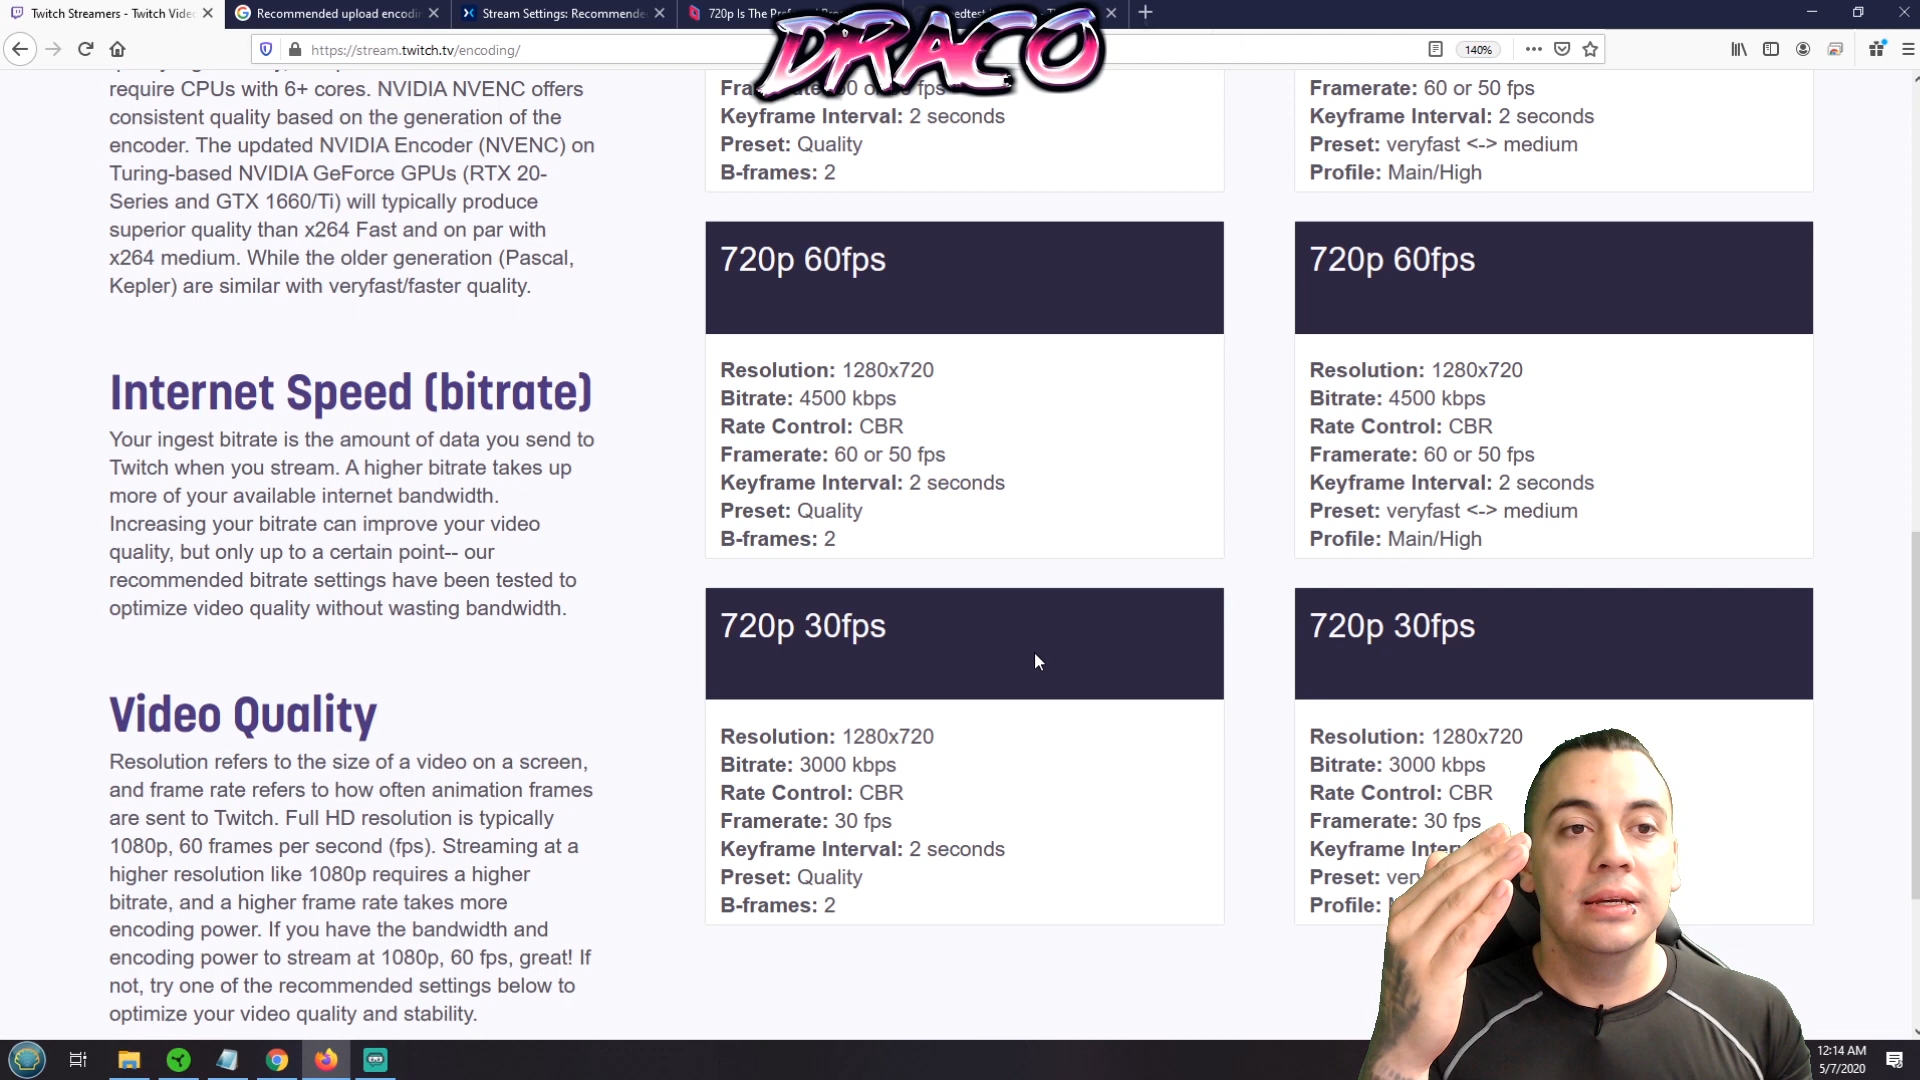 Twitch Streamers - Twitch Vide
Recommended upload encodin
Stream Settings: Recommende
720p Is The Pref
edtest
DRACO
https://stream.twitch.tv/encoding/
140%
require CPUs with 6+ cores. NVIDIA NVENC offers
consistent quality based on the generation of the
encoder. The updated NVIDIA Encoder (NVENC) on
Turing-based NVIDIA GeForce GPUs (RTX 20-
Series and GTX 1660/Ti) will typically produce
superior quality than x264 Fast and on par with
x264 medium. While the older generation (Pascal,
Kepler) are similar with veryfast/faster quality.
Internet Speed (bitrate)
Your ingest bitrate is the amount of data you send to
Twitch when you stream. A higher bitrate takes up
more of your available internet bandwidth.
Increasing your bitrate can improve your video
quality, but only up to a certain point-- our
recommended bitrate settings have been tested to
optimize video quality without wasting bandwidth.
Video Quality
Resolution refers to the size of a video on a screen,
and frame rate refers to how often animation frames
are sent to Twitch. Full HD resolution is typically
1080p, 60 frames per second (fps). Streaming at a
higher resolution like 1080p requires a higher
bitrate, and a higher frame rate takes more
encoding power. If you have the bandwidth and
encoding power to stream at 1080p, 60 fps, great! If
not, try one of the recommended settings below to
optimize your video quality and stability.
fps
Keyframe Interval: 2 seconds
Preset: Quality
B-frames: 2
720p 60fps
Resolution: 1280x720
Bitrate: 4500 kbps
Rate Control: CBR
Framerate: 60 or 50 fps
Keyframe Interval: 2 seconds
Preset: Quality
B-frames: 2
720p 30fps
Resolution: 1280x720
Bitrate: 3000 kbps
Rate Control: CBR
Framerate: 30 fps
Keyframe Interval: 2 seconds
Preset: Quality
B-frames: 2
Framerate: 60 or 50 fps
Keyframe Interval: 2 seconds
Preset: veryfast <-> medium
Profile: Main/High
720p 60fps
Resolution: 1280x720
Bitrate: 4500 kbps
Rate Control: CBR
Framerate: 60 or 50 fps
Keyframe Interval: 2 seconds
Preset: veryfast <-> medium
Profile: Main/High
720p 30fps
Resolution: 1280x720
Bitrate: 3000 kbps
Rate Control: CBR
Framerate: 30 fps
Keyframe Inter
Preset: very
Profile:
12:14 AM
5/7/2020